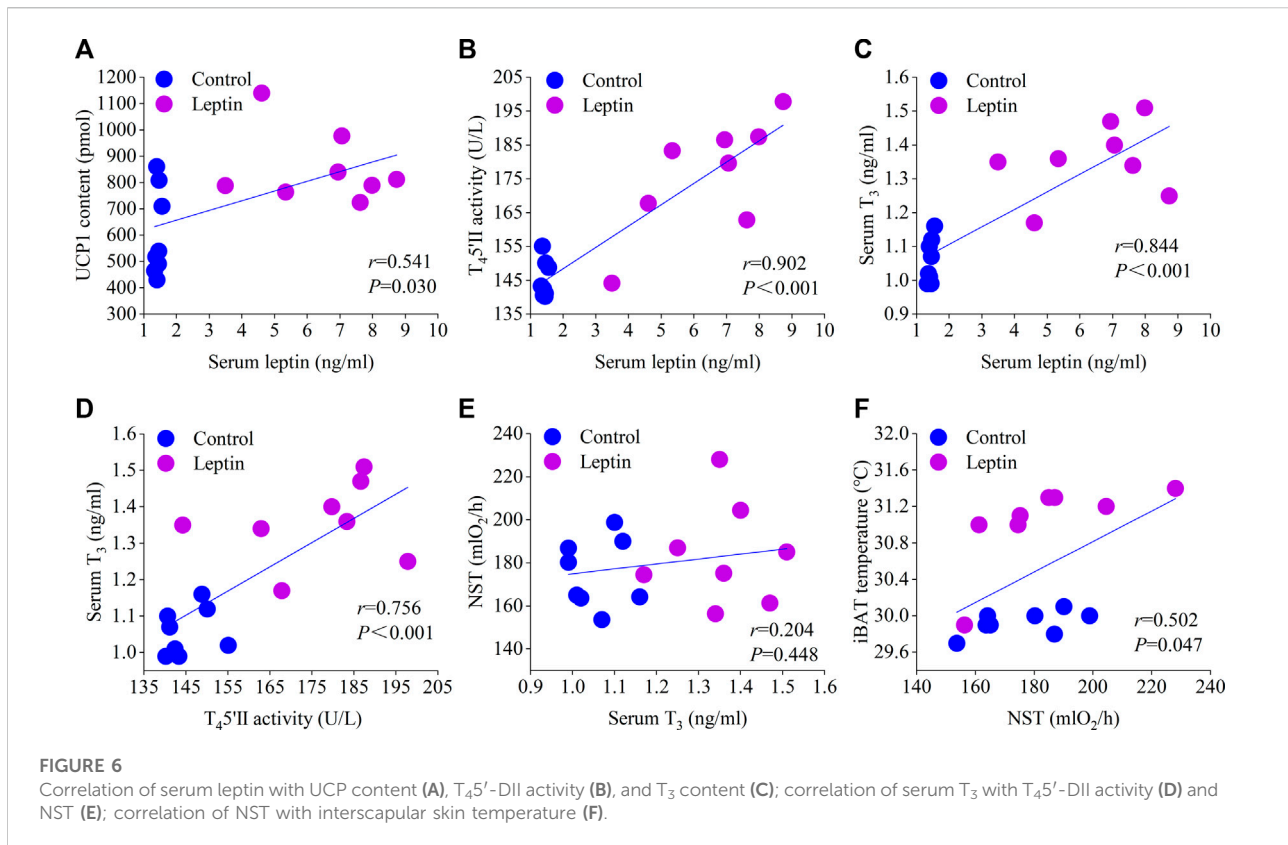 A
Control
Leptin
UCP1 content (pmol)
1200
1100
1000
900
800
700
600
500
400
300
r=0.541
P=0.030
1 2 3 4 5 6 7 8 9 10
Serum leptin (ng/ml)
B
Control
Leptin
T₄5'II activity (U/L)
205
195
185
175
165
155
145
135
r=0.902
P<0.001
1 2 3 4 5 6 7 8 9 10
Serum leptin (ng/ml)
C
Control
Leptin
Serum T₃ (ng/ml)
1.6
1.5
1.4
1.3
1.2
1.1
1.0
0.9
r=0.844
P<0.001
1 2 3 4 5 6 7 8 9 10
Serum leptin (ng/ml)
D
Control
Leptin
Serum T₃ (ng/ml)
1.6
1.5
1.4
1.3
1.2
1.1
1.0
r=0.756
P<0.001
135 145 155 165 175 185 195 205
T₄5'II activity (U/L)
E
Control
Leptin
NST (mlO₂/h)
240
220
200
180
160
140
r=0.204
P=0.448
0.9 1.0 1.1 1.2 1.3 1.4 1.5 1.6
Serum T₃ (ng/ml)
F
Control
Leptin
iBAT temperature (°C)
32.0
31.6
31.2
30.8
30.4
30.0
29.6
r=0.502
P=0.047
140 160 180 200 220 240
NST (mlO₂/h)
FIGURE 6
Correlation of serum leptin with UCP content (A), T₄5′-DII activity (B), and T₃ content (C); correlation of serum T₃ with T₄5′-DII activity (D) and
NST (E); correlation of NST with interscapular skin temperature (F).